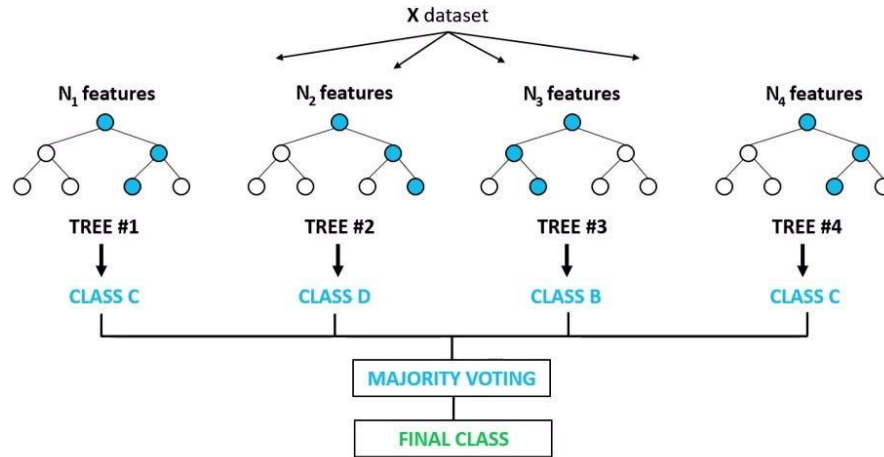 X dataset
N₁ features
N₂ features
N₃ features
N₄ features
TREE #1
TREE #2
TREE #3
TREE #4
CLASS C
CLASS D
CLASS B
CLASS C
MAJORITY VOTING
FINAL CLASS